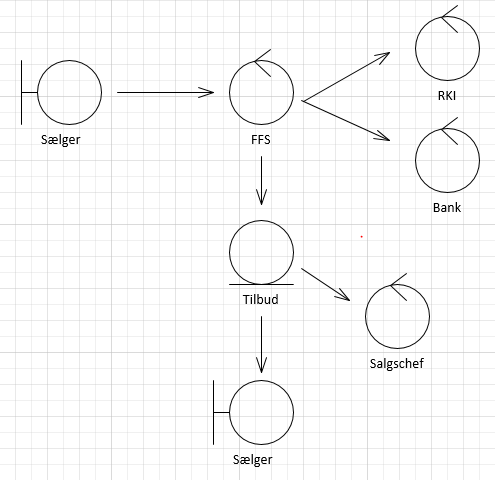 RKI
Sælger
FFS
Bank
Tilbud
Salgschef
Sælger